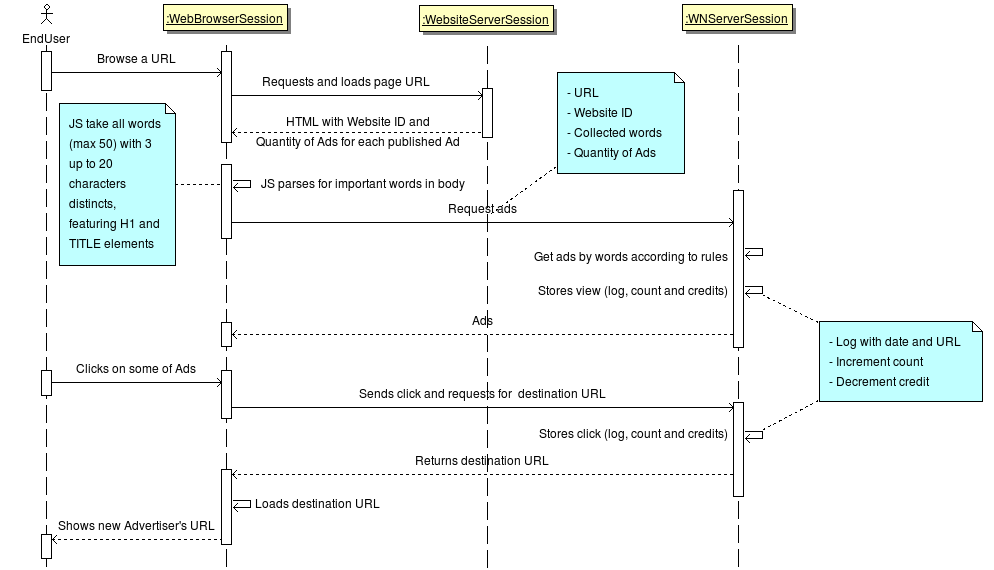 :WebBrowserSession
:WebsiteServerSession
:WNServerSession
EndUser
Browse a URL
Requests and loads page URL
- URL
- Website ID
- Collected words
- Quantity of Ads
HTML with Website ID and
Quantity of Ads for each published Ad
JS take all words
(max 50) with 3
up to 20
characters
distincts,
featuring H1 and
TITLE elements
JS parses for important words in body
Request ads
Get ads by words according to rules
Stores view (log, count and credits)
Ads
- Log with date and URL
- Increment count
- Decrement credit
Clicks on some of Ads
Sends click and requests for  destination URL
Stores click (log, count and credits)
Returns destination URL
Loads destination URL
Shows new Advertiser's URL